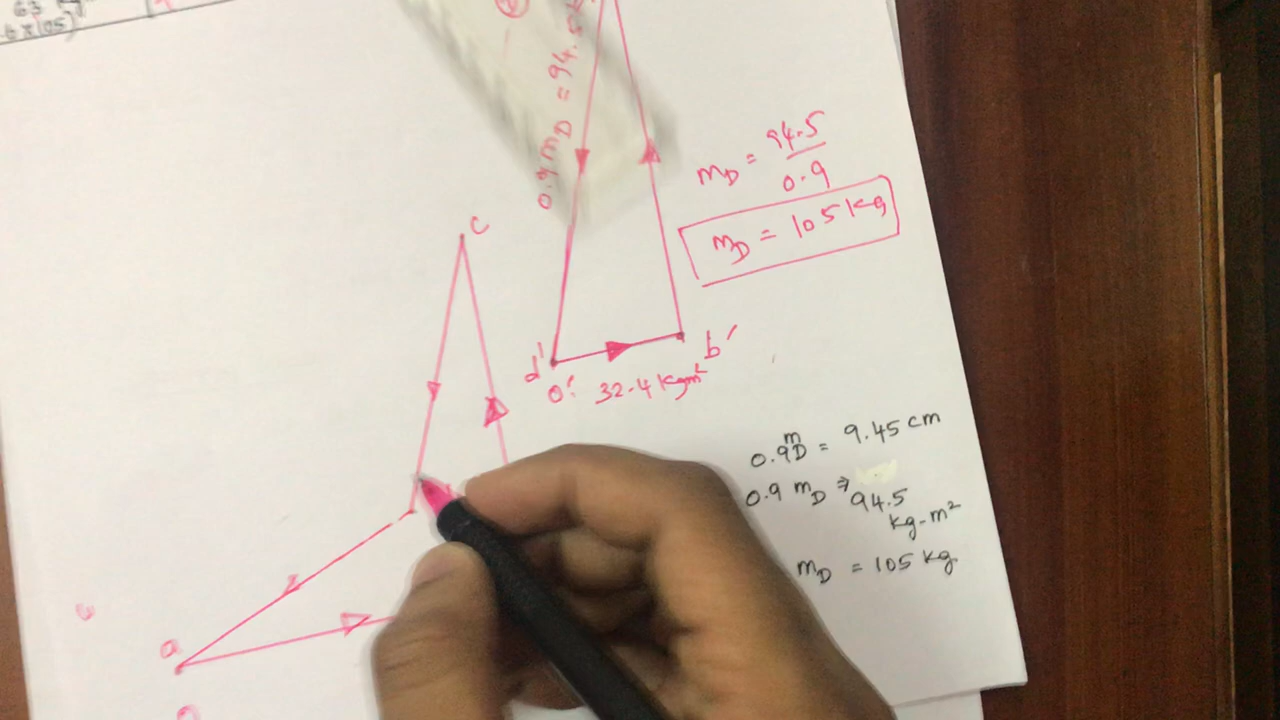 63
0.9 mD = 94.5
mD = 94.5
0.9
mD = 105 kg
c
d'
o'
b'
32.4 kgm²
0.9 mD = 9.45 cm
0.9 mD ⇒
94.5
kg-m²
mD = 105 kg
a